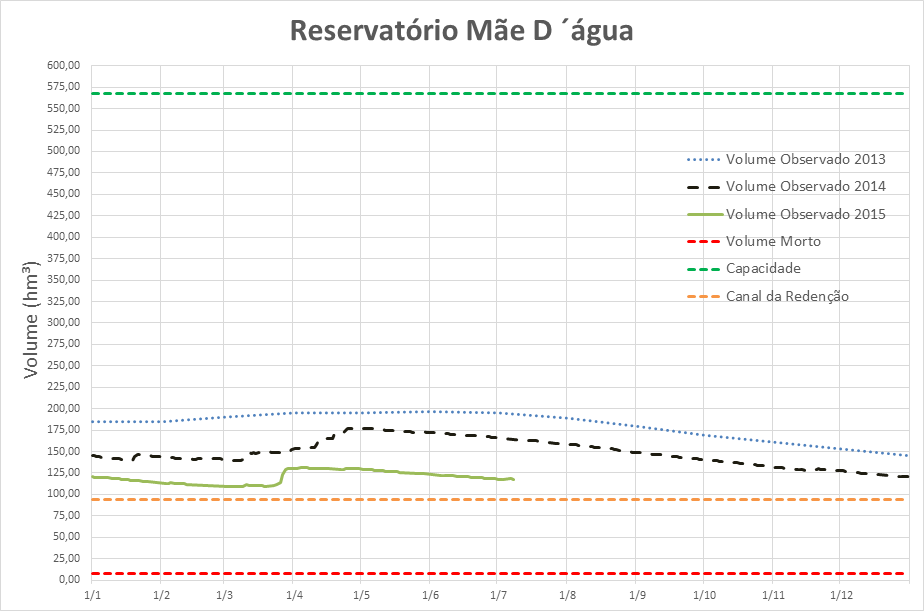 Reservatório Mãe D ´água
Volume (hm³)
600,00
575,00
550,00
525,00
500,00
475,00
450,00
425,00
400,00
375,00
350,00
325,00
300,00
275,00
250,00
225,00
200,00
175,00
150,00
125,00
100,00
75,00
50,00
25,00
0,00
Volume Observado 2013
Volume Observado 2014
Volume Observado 2015
Volume Morto
Capacidade
Canal da Redenção
1/1 1/2 1/3 1/4 1/5 1/6 1/7 1/8 1/9 1/10 1/11 1/12